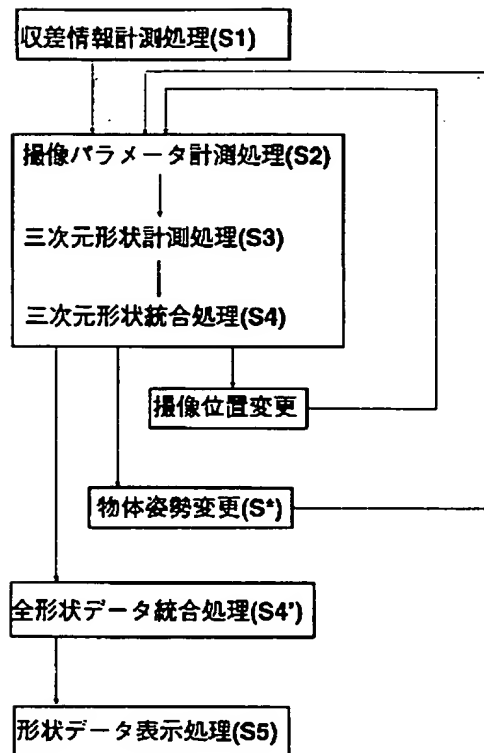 収差情報計測処理(S1)
撮像パラメータ計測処理(S2)
三次元形状計測処理(S3)
三次元形状統合処理(S4)
撮像位置変更
物体姿勢変更(S*)
全形状データ統合処理(S4')
形状データ表示処理(S5)